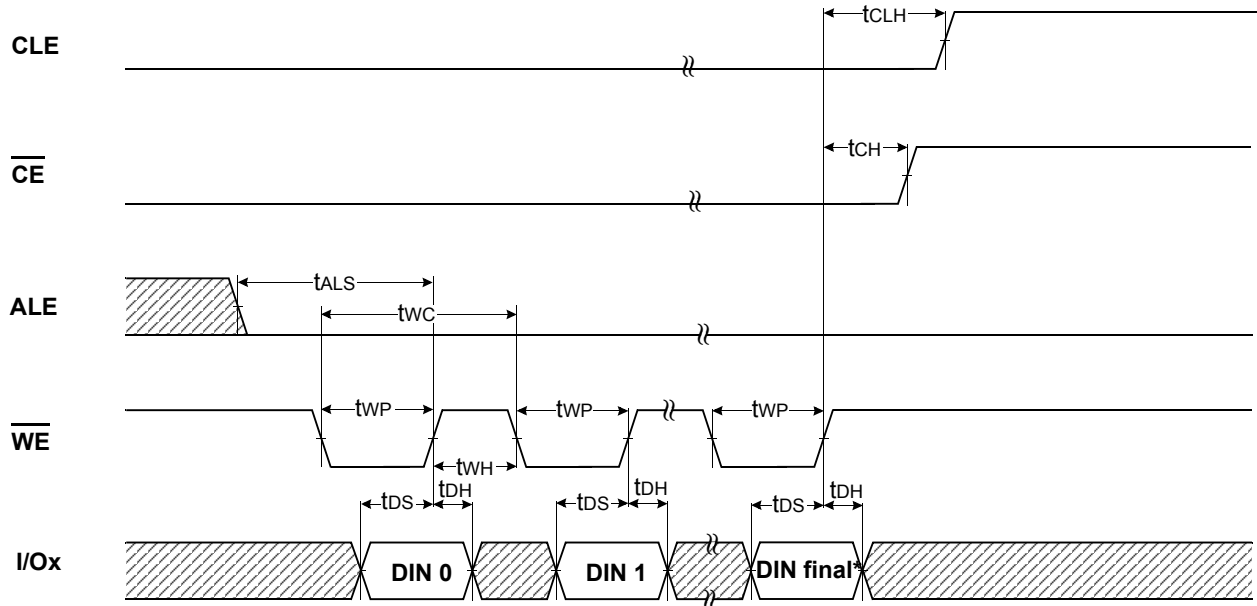 tCLH
CLE
tCH
CE
tALS
ALE
tWC
tWP tWP tWP
WE
tWH
tDS tDH tDS tDH tDS tDH
I/Ox
DIN 0 DIN 1 DIN final*